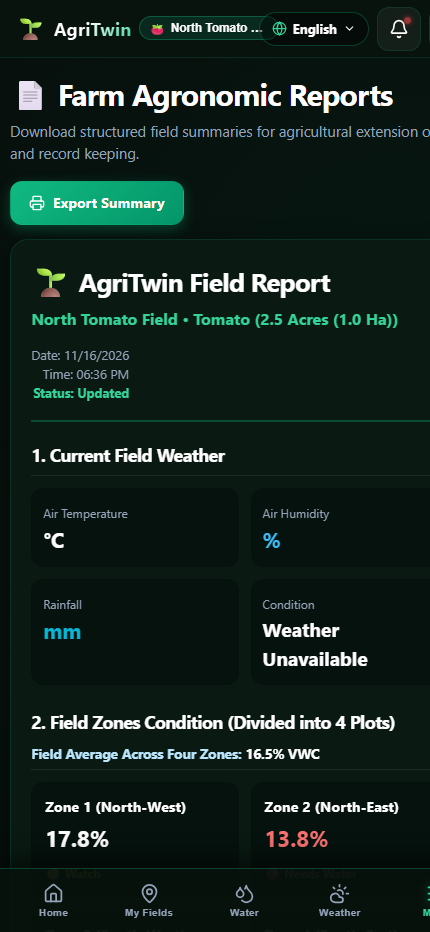 AgriTwin
North Tomato ...
English
Farm Agronomic Reports
Download structured field summaries for agricultural extension
and record keeping.
Export Summary
AgriTwin Field Report
North Tomato Field • Tomato (2.5 Acres (1.0 Ha))
Date: 11/16/2026
Time: 06:36 PM
Status: Updated
1. Current Field Weather
Air Temperature
°C
Air Humidity
%
Rainfall
mm
Condition
Weather
Unavailable
2. Field Zones Condition (Divided into 4 Plots)
Field Average Across Four Zones: 16.5% VWC
Zone 1 (North-West)
17.8%
Watch
Zone 2 (North-East)
13.8%
Needs Water
Home
My Fields
Water
Weather